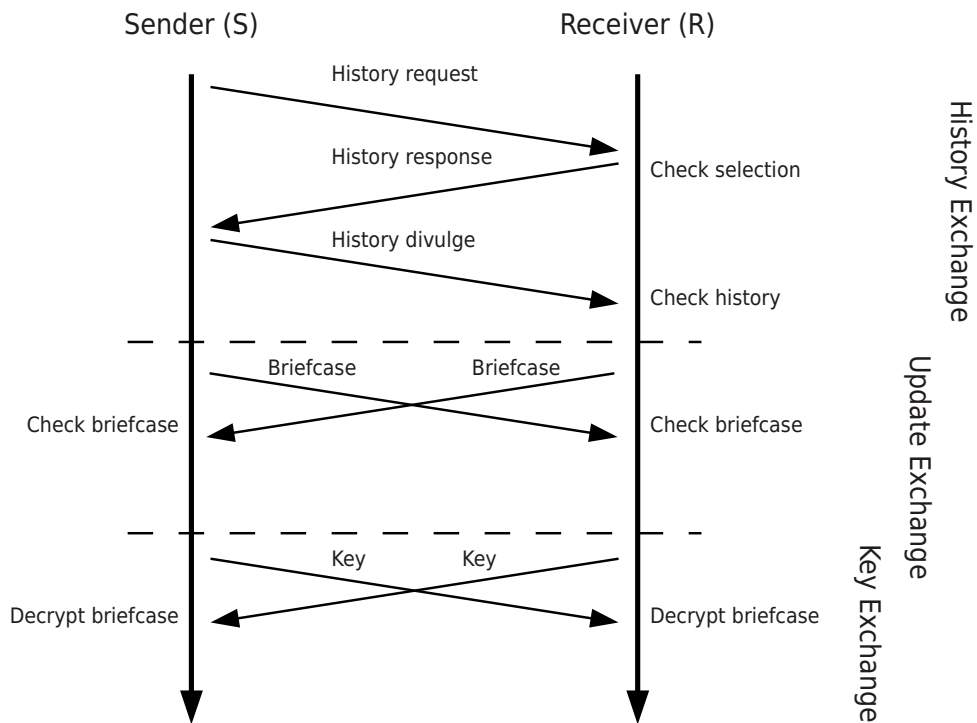 Sender (S)
Receiver (R)
History request
History response
Check selection
History divulge
Check history
History Exchange
Briefcase
Briefcase
Check briefcase
Check briefcase
Update Exchange
Key
Key
Decrypt briefcase
Decrypt briefcase
Key Exchange